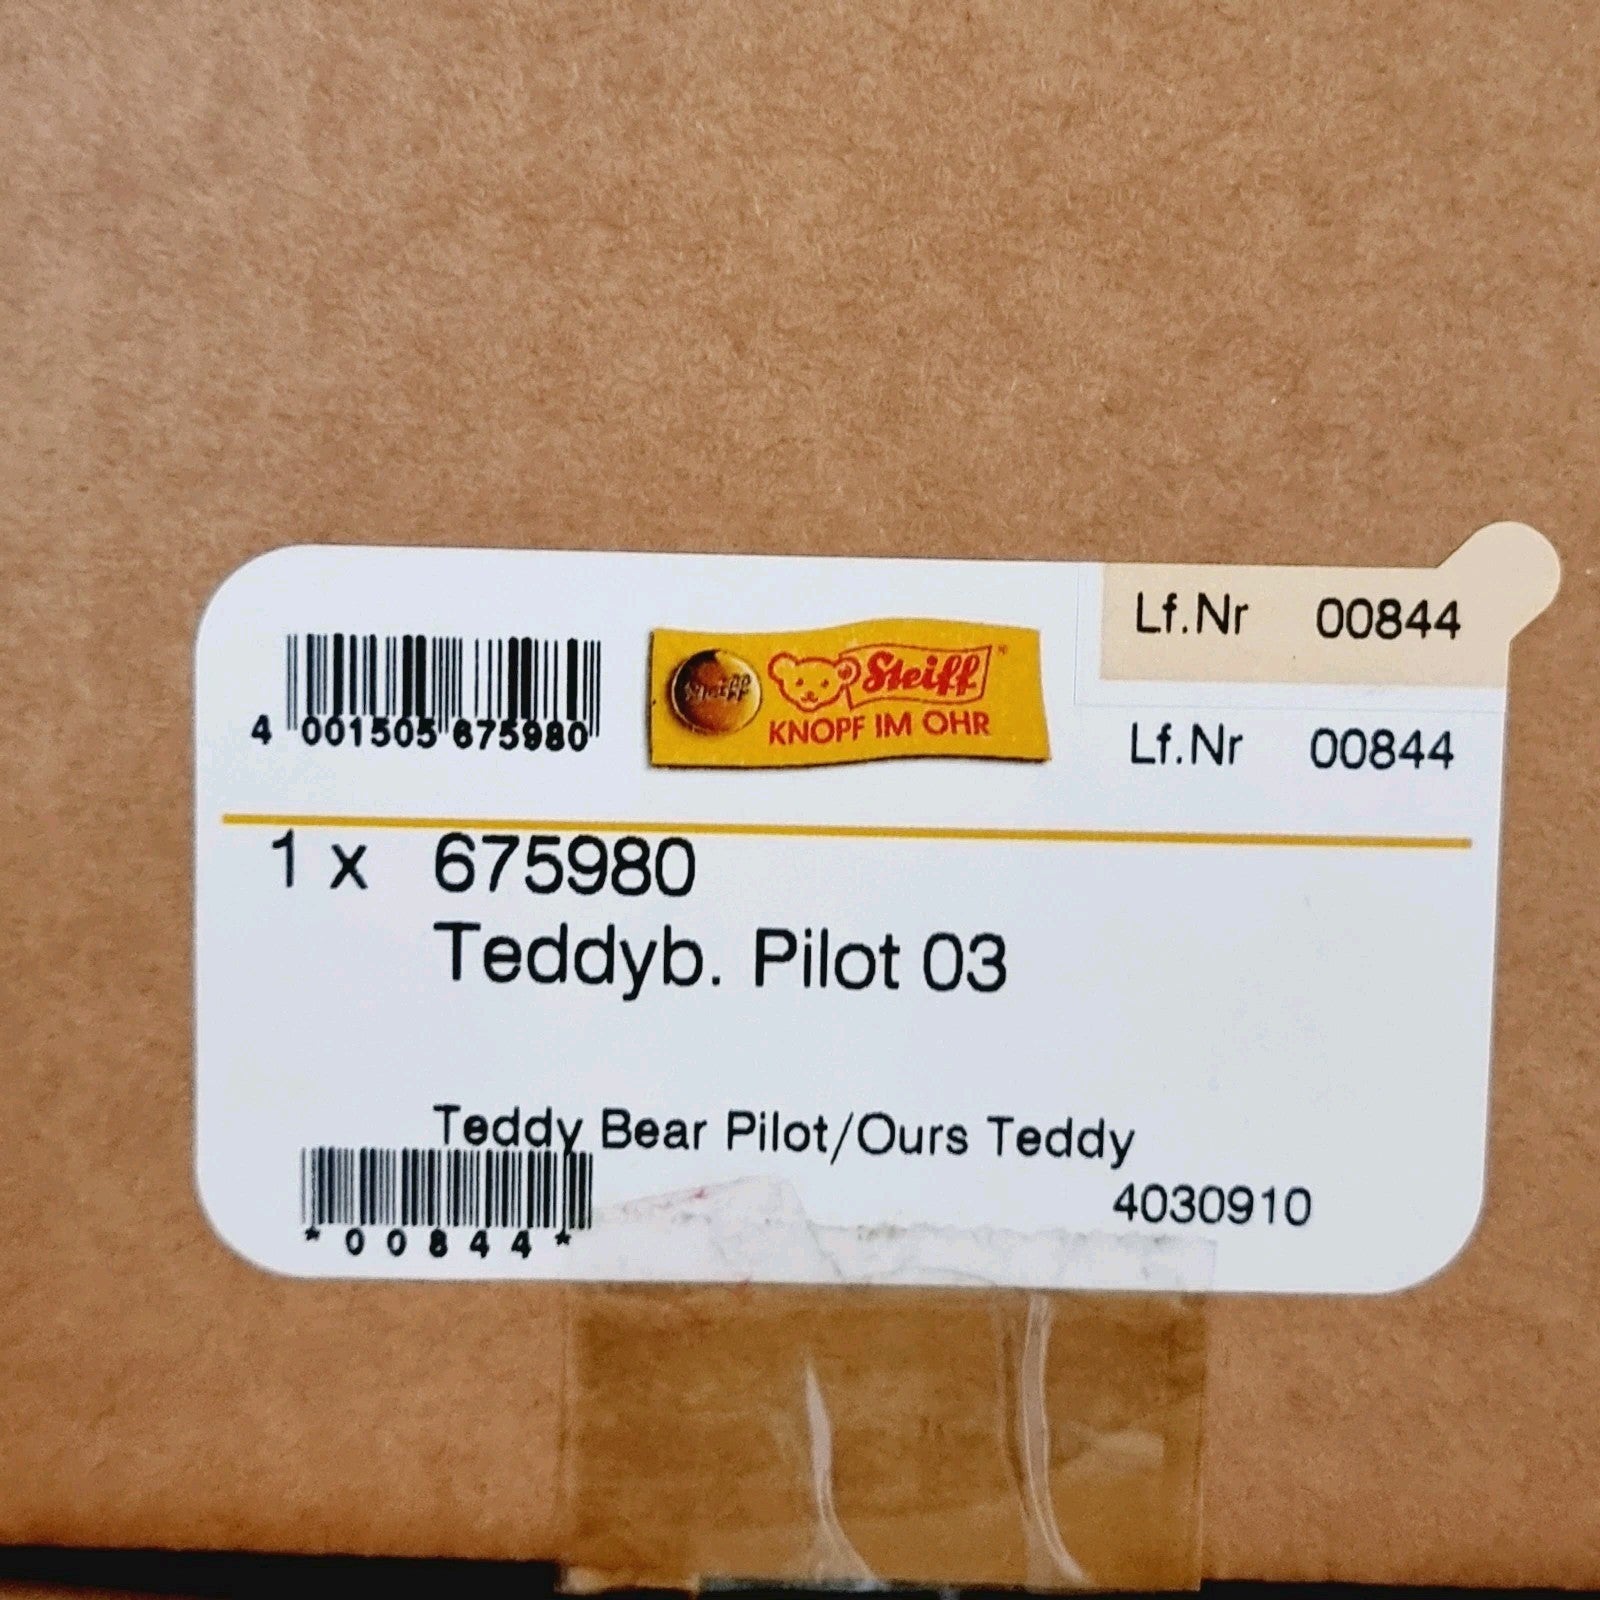 4 001505 675980
Steiff
Steiff
KNOPF IM OHR
Lf.Nr 00844
Lf.Nr 00844
1 x 675980
Teddyb. Pilot 03
Teddy Bear Pilot/Ours Teddy
4030910
*00844*